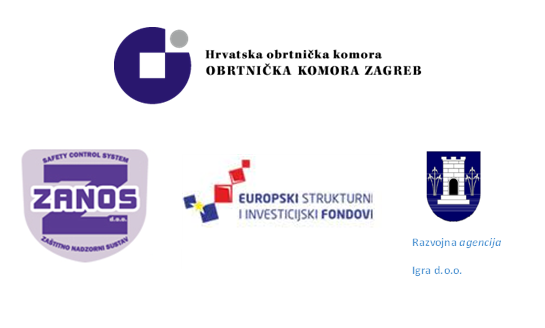 Hrvatska obrtnička komora
OBRTNIČKA KOMORA ZAGREB
SAFETY CONTROL SYSTEM
Z
ZANOS
d.o.o.
ZAŠTITNO NADZORNI SUSTAV
EUROPSKI STRUKTURNI
I INVESTICIJSKI FONDOVI
Razvojna agencija
Igra d.o.o.